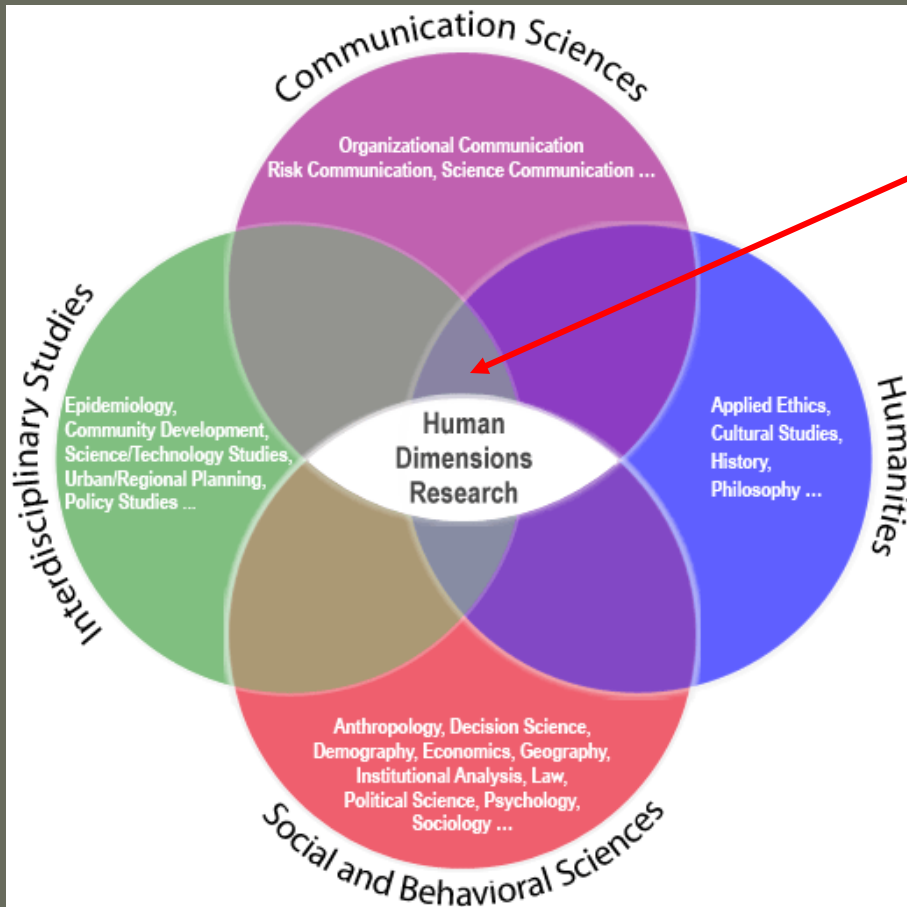 Communication Sciences
Organizational Communication
Risk Communication, Science Communication ...
Interdisciplinary Studies
Epidemiology,
Community Development,
Science/Technology Studies,
Urban/Regional Planning,
Policy Studies ...
Human
Dimensions
Research
Applied Ethics,
Cultural Studies,
History,
Philosophy ...
Humanities
Anthropology, Decision Science,
Demography, Economics, Geography,
Institutional Analysis, Law,
Political Science, Psychology,
Sociology ...
Social and Behavioral Sciences